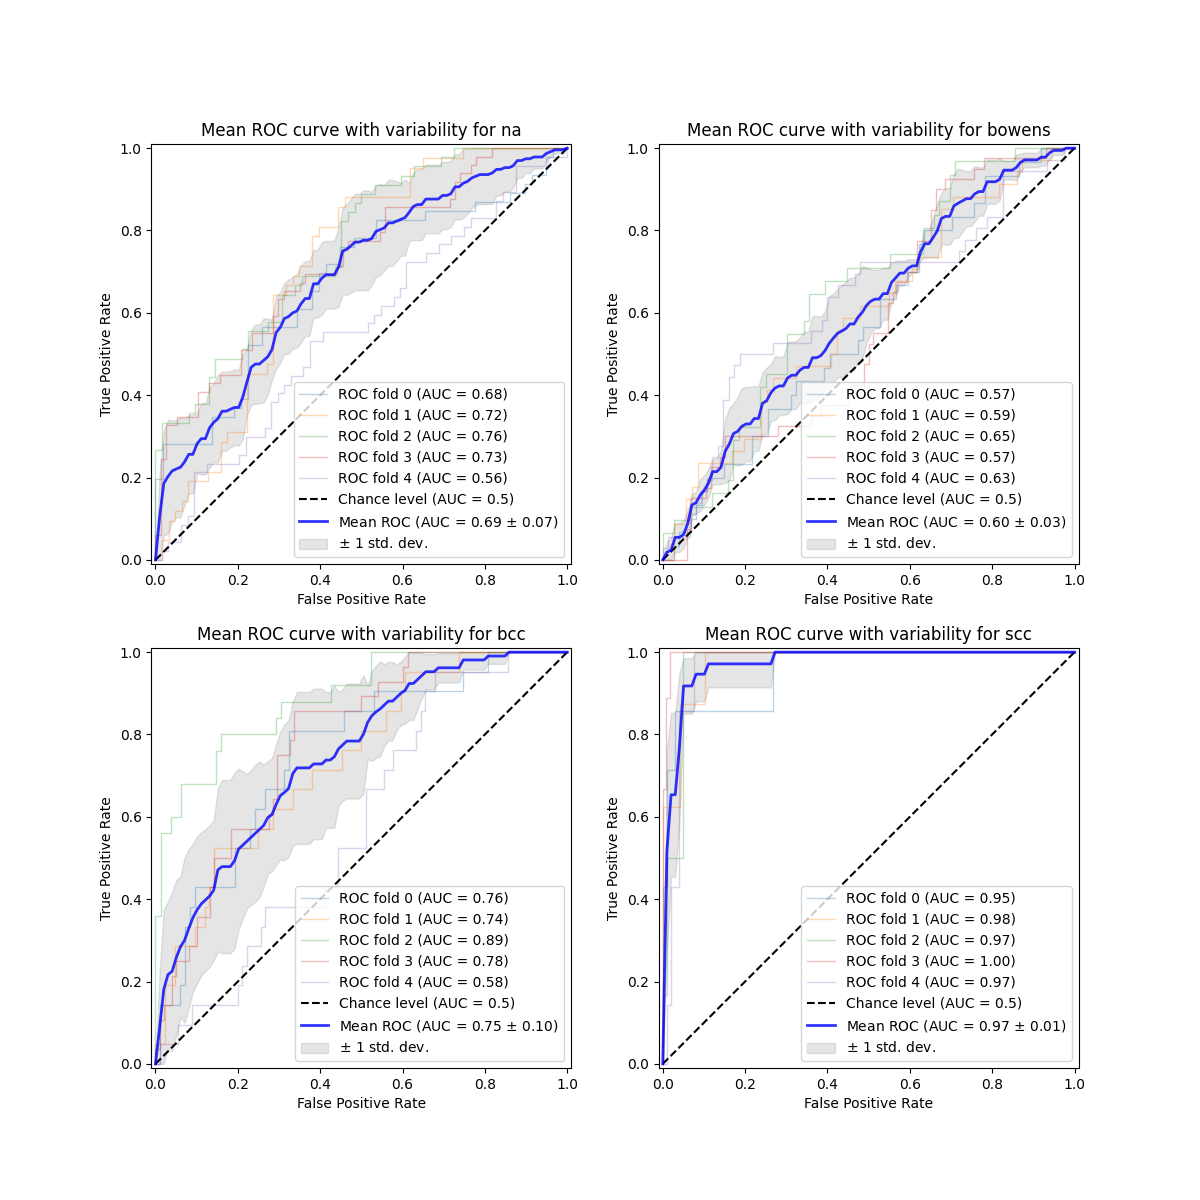 Mean ROC curve with variability for na
1.0
0.8
0.6
0.4
0.2
0.0
True Positive Rate
ROC fold 0 (AUC = 0.68)
ROC fold 1 (AUC = 0.72)
ROC fold 2 (AUC = 0.76)
ROC fold 3 (AUC = 0.73)
ROC fold 4 (AUC = 0.56)
Chance level (AUC = 0.5)
Mean ROC (AUC = 0.69 ± 0.07)
± 1 std. dev.
0.0 0.2 0.4 0.6 0.8 1.0
False Positive Rate
Mean ROC curve with variability for bowens
1.0
0.8
0.6
0.4
0.2
0.0
True Positive Rate
ROC fold 0 (AUC = 0.57)
ROC fold 1 (AUC = 0.59)
ROC fold 2 (AUC = 0.65)
ROC fold 3 (AUC = 0.57)
ROC fold 4 (AUC = 0.63)
Chance level (AUC = 0.5)
Mean ROC (AUC = 0.60 ± 0.03)
± 1 std. dev.
0.0 0.2 0.4 0.6 0.8 1.0
False Positive Rate
Mean ROC curve with variability for bcc
1.0
0.8
0.6
0.4
0.2
0.0
True Positive Rate
ROC fold 0 (AUC = 0.76)
ROC fold 1 (AUC = 0.74)
ROC fold 2 (AUC = 0.89)
ROC fold 3 (AUC = 0.78)
ROC fold 4 (AUC = 0.58)
Chance level (AUC = 0.5)
Mean ROC (AUC = 0.75 ± 0.10)
± 1 std. dev.
0.0 0.2 0.4 0.6 0.8 1.0
False Positive Rate
Mean ROC curve with variability for scc
1.0
0.8
0.6
0.4
0.2
0.0
True Positive Rate
ROC fold 0 (AUC = 0.95)
ROC fold 1 (AUC = 0.98)
ROC fold 2 (AUC = 0.97)
ROC fold 3 (AUC = 1.00)
ROC fold 4 (AUC = 0.97)
Chance level (AUC = 0.5)
Mean ROC (AUC = 0.97 ± 0.01)
± 1 std. dev.
0.0 0.2 0.4 0.6 0.8 1.0
False Positive Rate